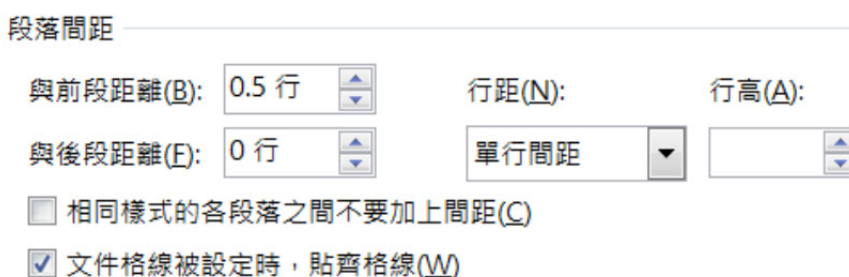 段落間距
與前段距離(B): 0.5 行 行距(N): 行高(A):
與後段距離(F): 0 行 單行間距
相同樣式的各段落之間不要加上間距(C)
文件格線被設定時，貼齊格線(W)